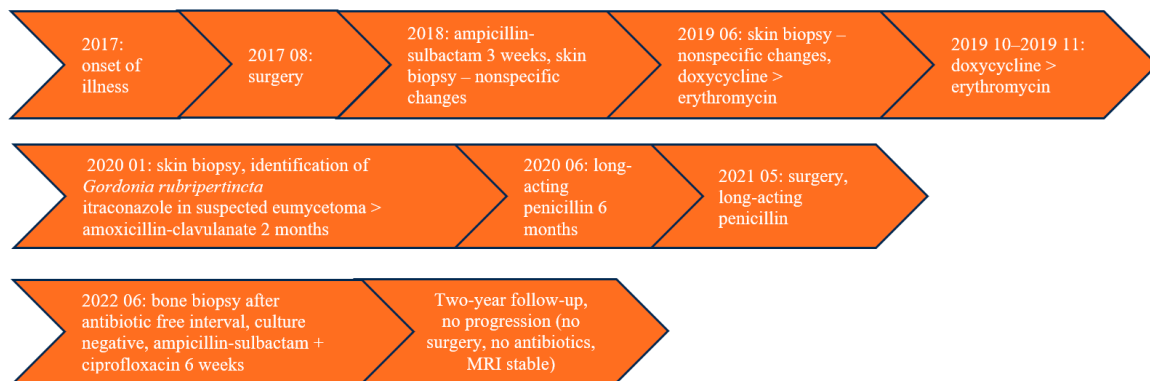 2017:
onset of
illness
2017 08:
surgery
2018: ampicillin-
sulbactam 3 weeks, skin
biopsy – nonspecific
changes
2019 06: skin biopsy –
nonspecific changes,
doxycycline >
erythromycin
2019 10–2019 11:
doxycycline >
erythromycin
2020 01: skin biopsy, identification of
Gordonia rubripertincta
itraconazole in suspected eumycetoma >
amoxicillin-clavulanate 2 months
2020 06: long-
acting
penicillin 6
months
2021 05: surgery,
long-acting
penicillin
2022 06: bone biopsy after
antibiotic free interval, culture
negative, ampicillin-sulbactam +
ciprofloxacin 6 weeks
Two-year follow-up,
no progression (no
surgery, no antibiotics,
MRI stable)